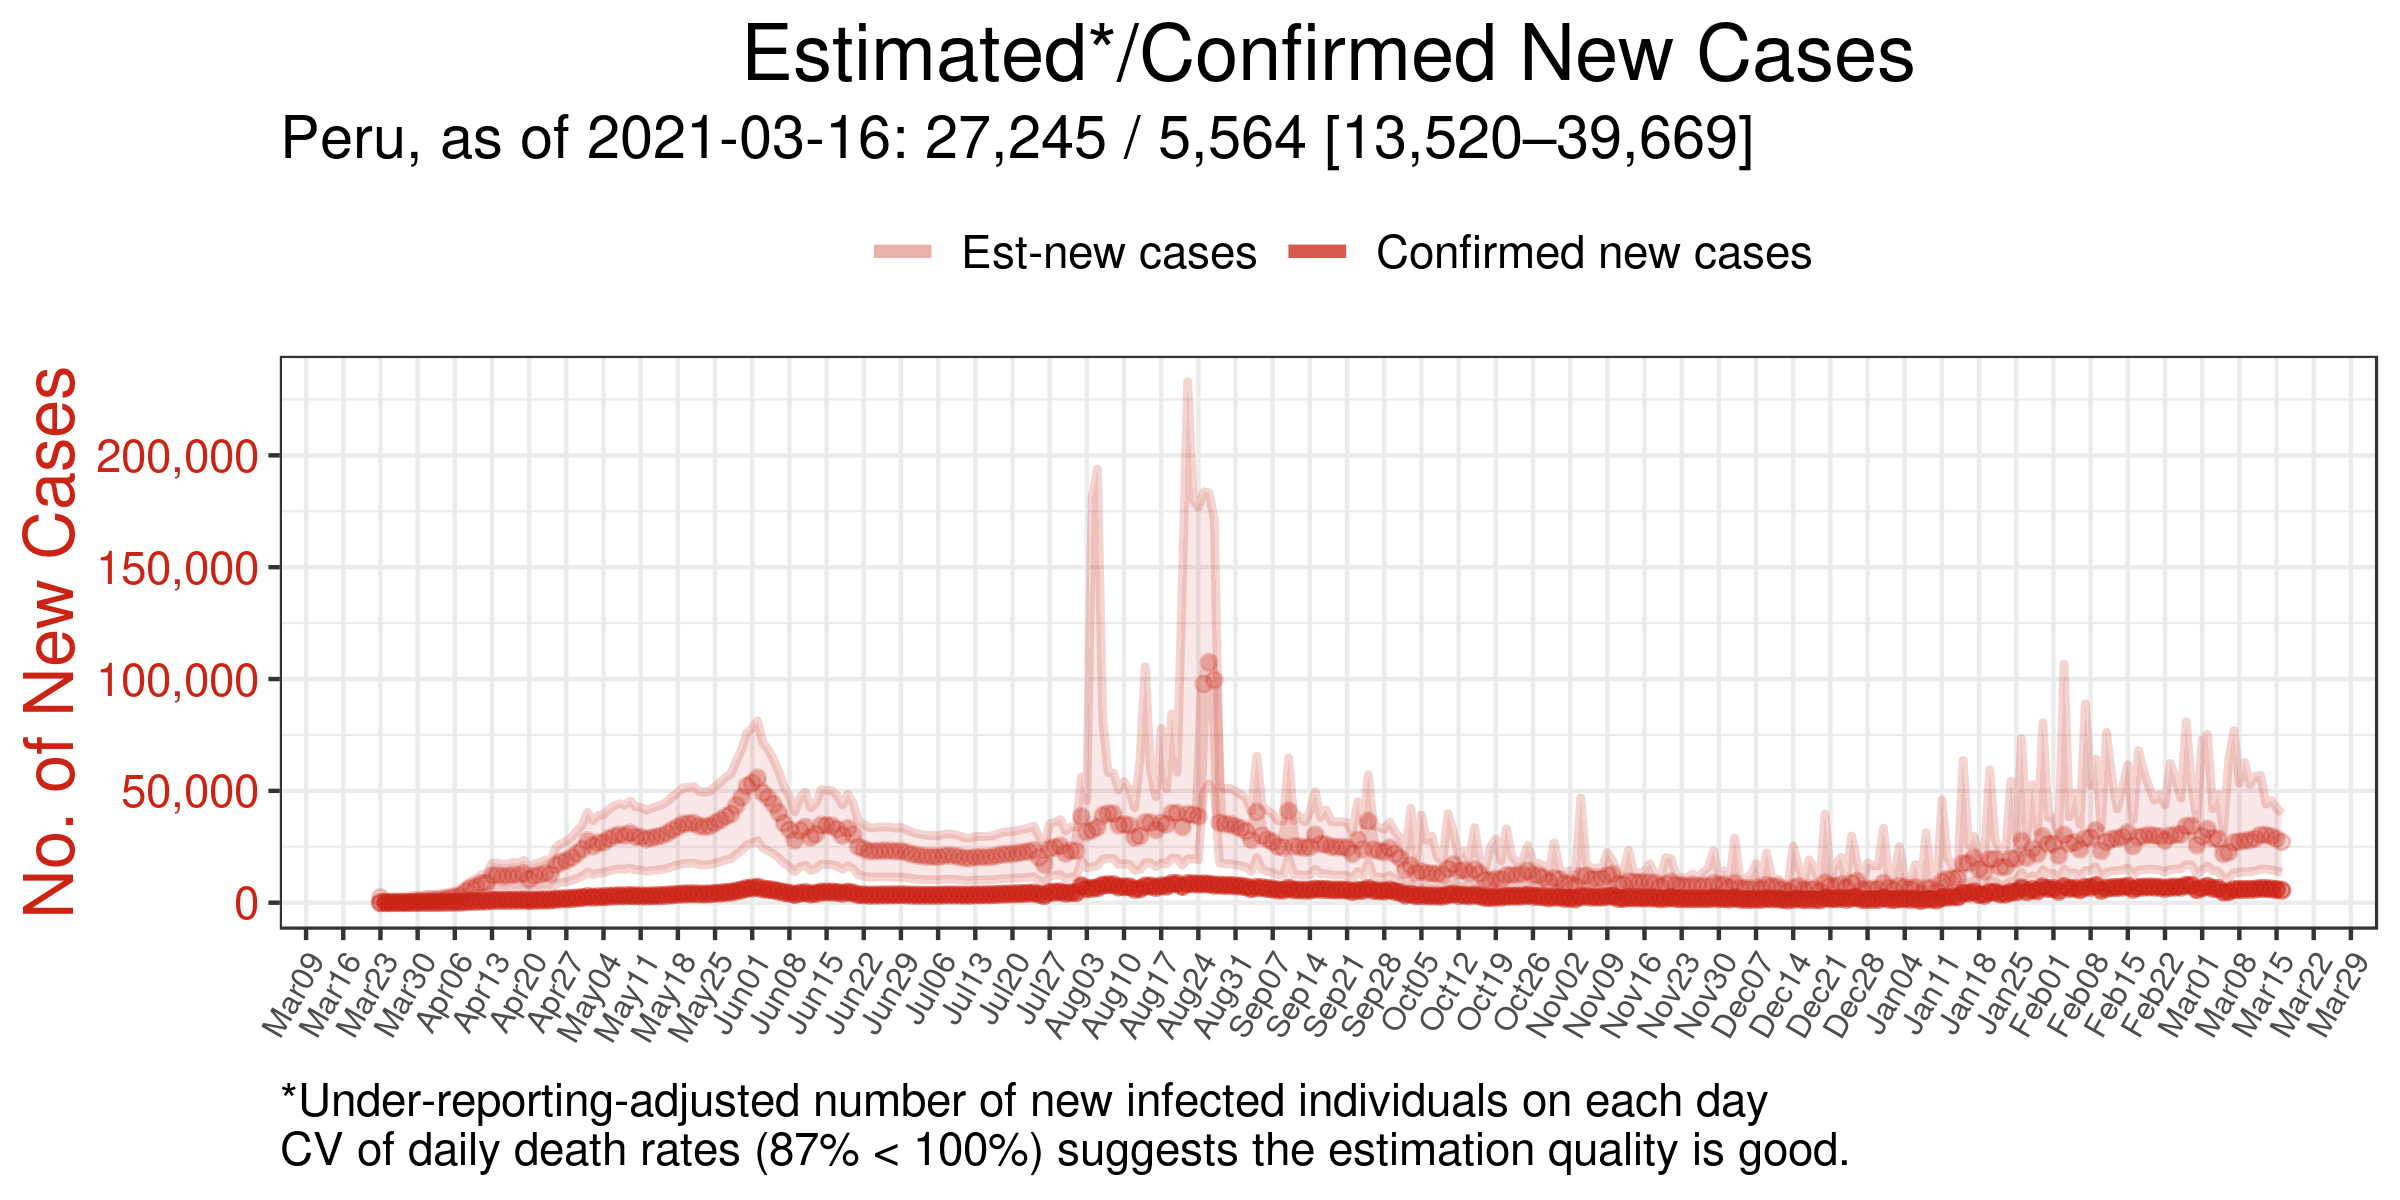 Estimated*/Confirmed New Cases
Peru, as of 2021-03-16: 27,245 / 5,564 [13,520–39,669]
Est-new cases
Confirmed new cases
No. of New Cases
200,000
150,000
100,000
50,000
0
Mar09
Mar16
Mar23
Mar30
Apr06
Apr13
Apr20
Apr27
May04
May11
May18
May25
Jun01
Jun08
Jun15
Jun22
Jun29
Jul06
Jul13
Jul20
Jul27
Aug03
Aug10
Aug17
Aug24
Aug31
Sep07
Sep14
Sep21
Sep28
Oct05
Oct12
Oct19
Oct26
Nov02
Nov09
Nov16
Nov23
Nov30
Dec07
Dec14
Dec21
Dec28
Jan04
Jan11
Jan18
Jan25
Feb01
Feb08
Feb15
Feb22
Mar01
Mar08
Mar15
Mar22
Mar29
*Under-reporting-adjusted number of new infected individuals on each day
CV of daily death rates (87% < 100%) suggests the estimation quality is good.